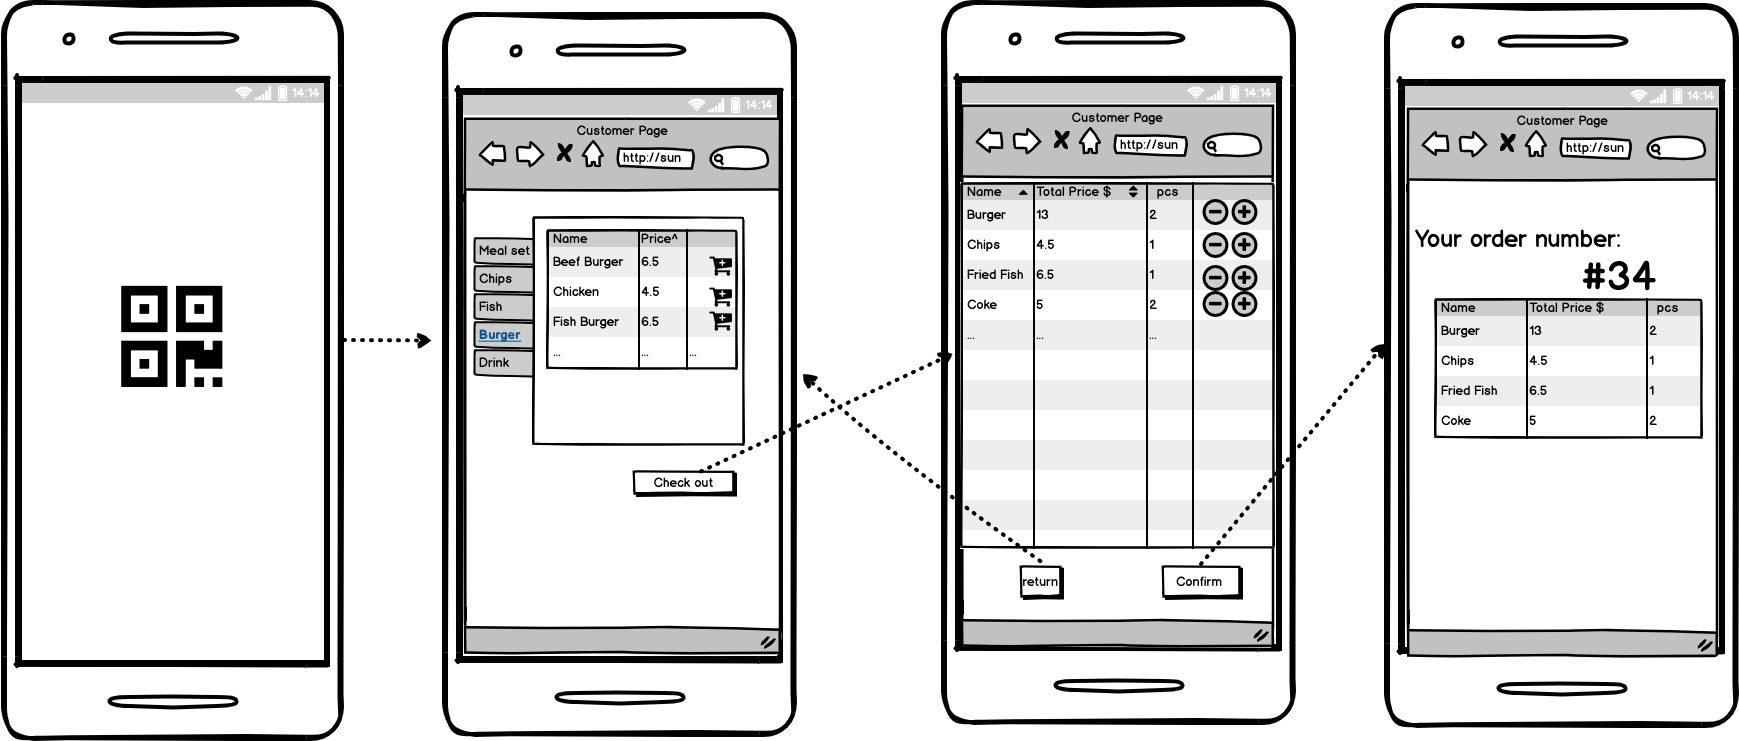 14:14
14:14
Customer Page
http://sun
Meal set
Chips
Fish
Burger
Drink
Name Price^
Beef Burger 6.5
Chicken 4.5
Fish Burger 6.5
... ... ...
Check out
14:14
Customer Page
http://sun
Name Total Price $ pcs
Burger 13 2
Chips 4.5 1
Fried Fish 6.5 1
Coke 5 2
... ... ...
return Confirm
14:14
Customer Page
http://sun
Your order number:
#34
Name Total Price $ pcs
Burger 13 2
Chips 4.5 1
Fried Fish 6.5 1
Coke 5 2